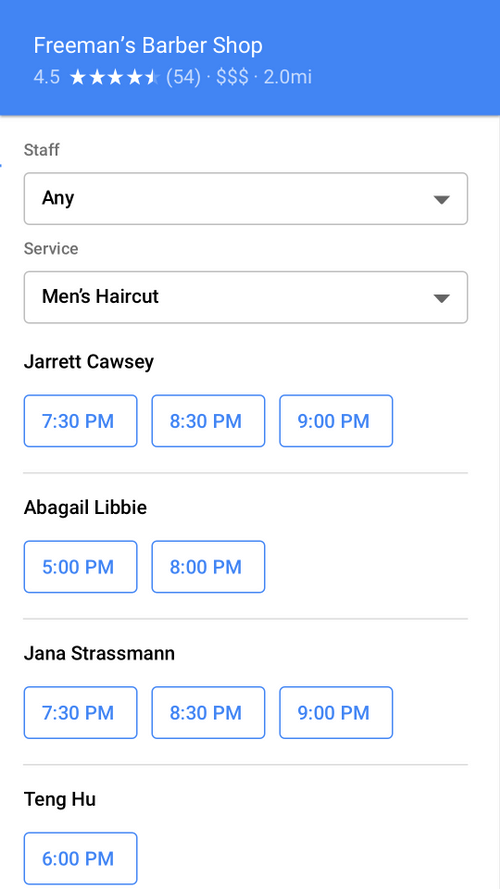 Freeman’s Barber Shop
4.5 ★★★★⯨ (54) · $$$ · 2.0mi
Staff
Any
Service
Men’s Haircut
Jarrett Cawsey
7:30 PM 8:30 PM 9:00 PM
Abagail Libbie
5:00 PM 8:00 PM
Jana Strassmann
7:30 PM 8:30 PM 9:00 PM
Teng Hu
6:00 PM